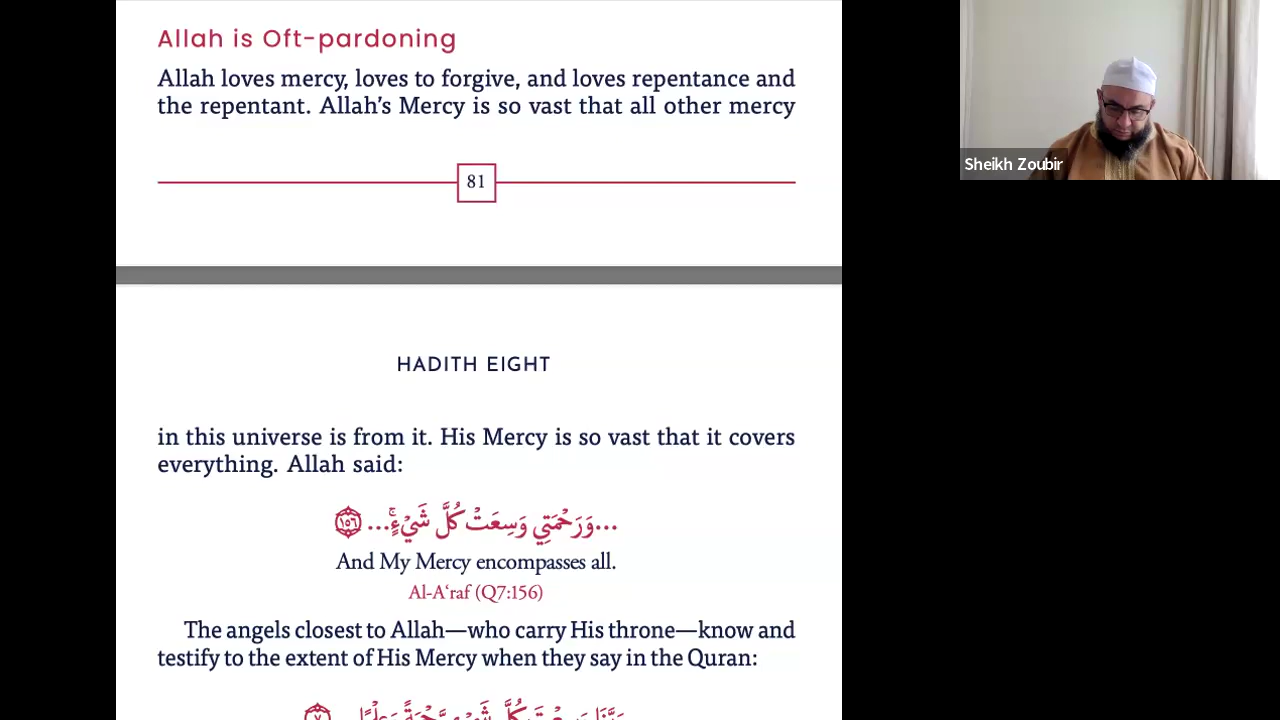 Allah is Oft-pardoning
Allah loves mercy, loves to forgive, and loves repentance and
the repentant. Allah’s Mercy is so vast that all other mercy
81
HADITH EIGHT
in this universe is from it. His Mercy is so vast that it covers
everything. Allah said:
...وَرَحْمَتِي وَسِعَتْ كُلَّ شَيْءٍۚ... ١٥٦
And My Mercy encompasses all.
Al-A‘raf (Q7:156)
The angels closest to Allah—who carry His throne—know and
testify to the extent of His Mercy when they say in the Quran:
Sheikh Zoubir